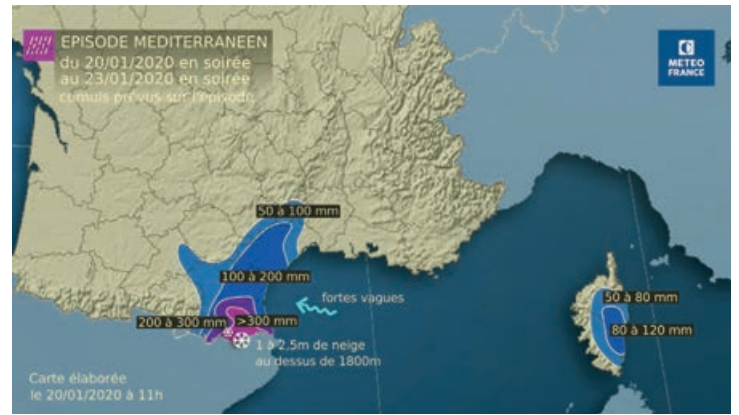 EPISODE MEDITERRANEEN
du 20/01/2020 en soirée
au 23/01/2020 en soirée
cumuls prévus sur l'épisode
METEO
FRANCE
50 à 100 mm
100 à 200 mm
fortes vagues
50 à 80 mm
200 à 300 mm
>300 mm
80 à 120 mm
1 à 2,5m de neige
au dessus de 1800m
Carte élaborée
le 20/01/2020 à 11h